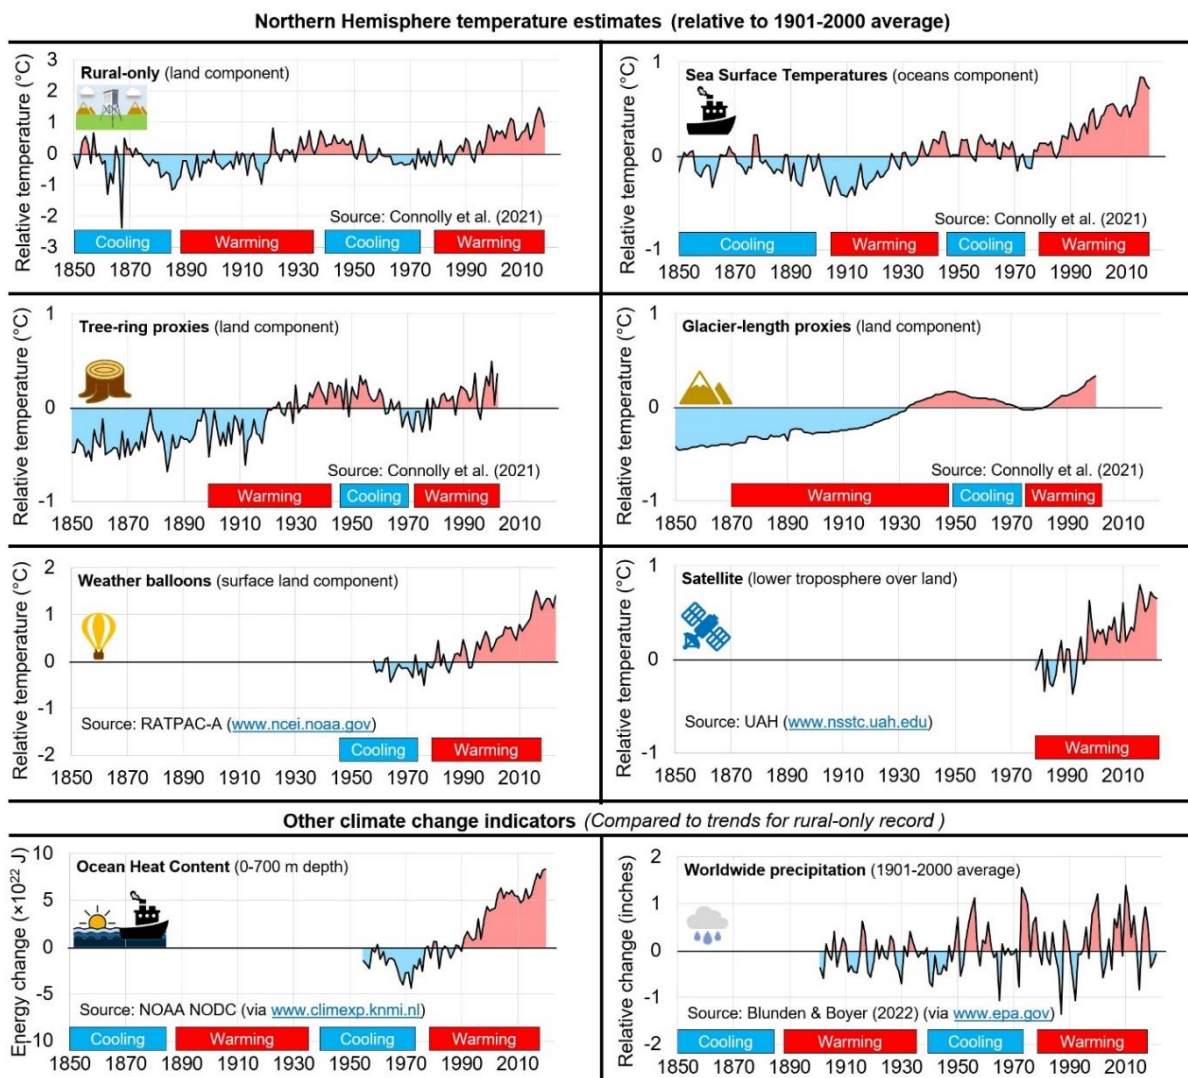 Northern Hemisphere temperature estimates (relative to 1901-2000 average)
Relative temperature (°C)
3
2
1
0
-1
-2
-3
Rural-only (land component)
Source: Connolly et al. (2021)
Cooling Warming Cooling Warming
1850 1870 1890 1910 1930 1950 1970 1990 2010
Relative temperature (°C)
1
0
-1
Sea Surface Temperatures (oceans component)
Source: Connolly et al. (2021)
Cooling Warming Cooling Warming
1850 1870 1890 1910 1930 1950 1970 1990 2010
Relative temperature (°C)
1
0
-1
Tree-ring proxies (land component)
Source: Connolly et al. (2021)
Warming Cooling Warming
1850 1870 1890 1910 1930 1950 1970 1990 2010
Relative temperature (°C)
1
0
-1
Glacier-length proxies (land component)
Source: Connolly et al. (2021)
Warming Cooling Warming
1850 1870 1890 1910 1930 1950 1970 1990 2010
Relative temperature (°C)
2
1
0
-1
-2
Weather balloons (surface land component)
Source: RATPAC-A (www.ncei.noaa.gov)
Cooling Warming
1850 1870 1890 1910 1930 1950 1970 1990 2010
Relative temperature (°C)
1
0
-1
Satellite (lower troposphere over land)
Source: UAH (www.nsstc.uah.edu)
Warming
1850 1870 1890 1910 1930 1950 1970 1990 2010
Other climate change indicators (Compared to trends for rural-only record )
Energy change (×10²² J)
10
5
0
-5
-10
Ocean Heat Content (0-700 m depth)
Source: NOAA NODC (via www.climexp.knmi.nl)
Cooling Warming Cooling Warming
1850 1870 1890 1910 1930 1950 1970 1990 2010
Relative change (inches)
2
1
0
-1
-2
Worldwide precipitation (1901-2000 average)
Source: Blunden & Boyer (2022) (via www.epa.gov)
Cooling Warming Cooling Warming
1850 1870 1890 1910 1930 1950 1970 1990 2010